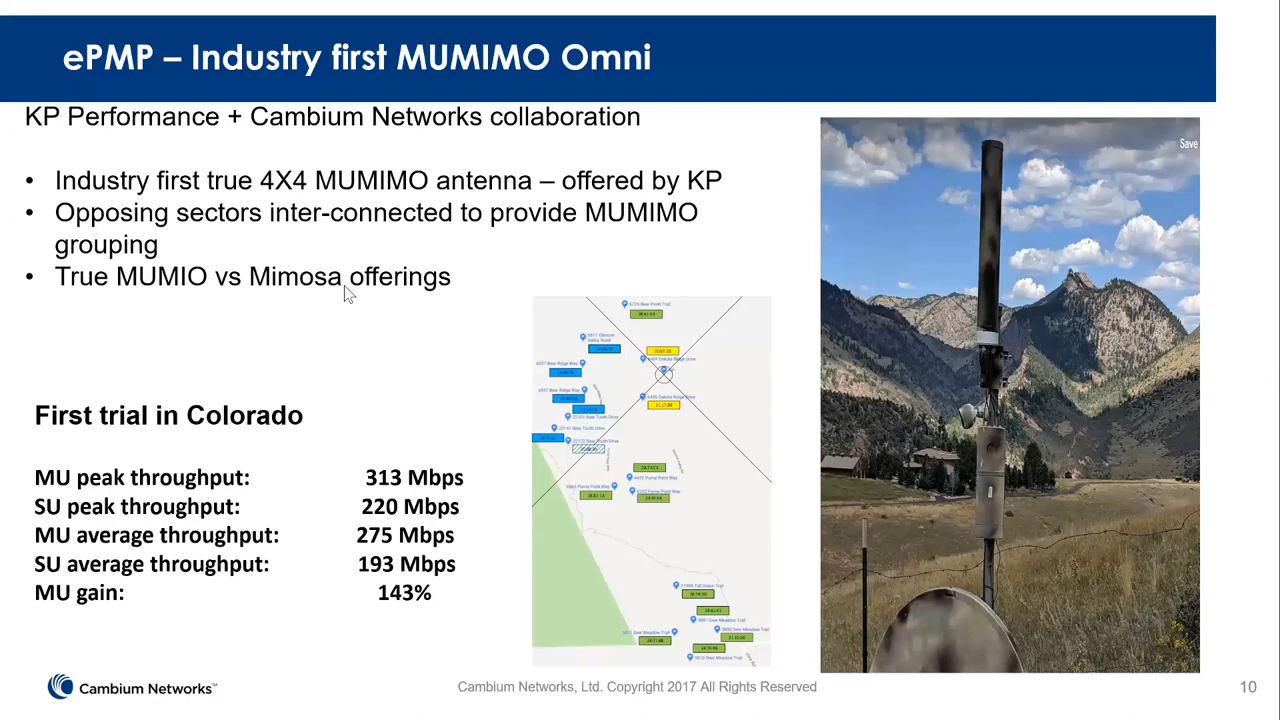 ePMP – Industry first MUMIMO Omni
KP Performance + Cambium Networks collaboration
• Industry first true 4X4 MUMIMO antenna – offered by KP
• Opposing sectors inter-connected to provide MUMIMO
grouping
• True MUMIO vs Mimosa offerings
Save
First trial in Colorado
MU peak throughput: 313 Mbps
SU peak throughput: 220 Mbps
MU average throughput: 275 Mbps
SU average throughput: 193 Mbps
MU gain: 143%
Cambium Networks™
Cambium Networks, Ltd. Copyright 2017 All Rights Reserved
10